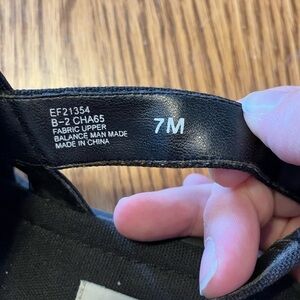 EF21354
B-2 CHA65
FABRIC UPPER
BALANCE MAN MADE
MADE IN CHINA
7M